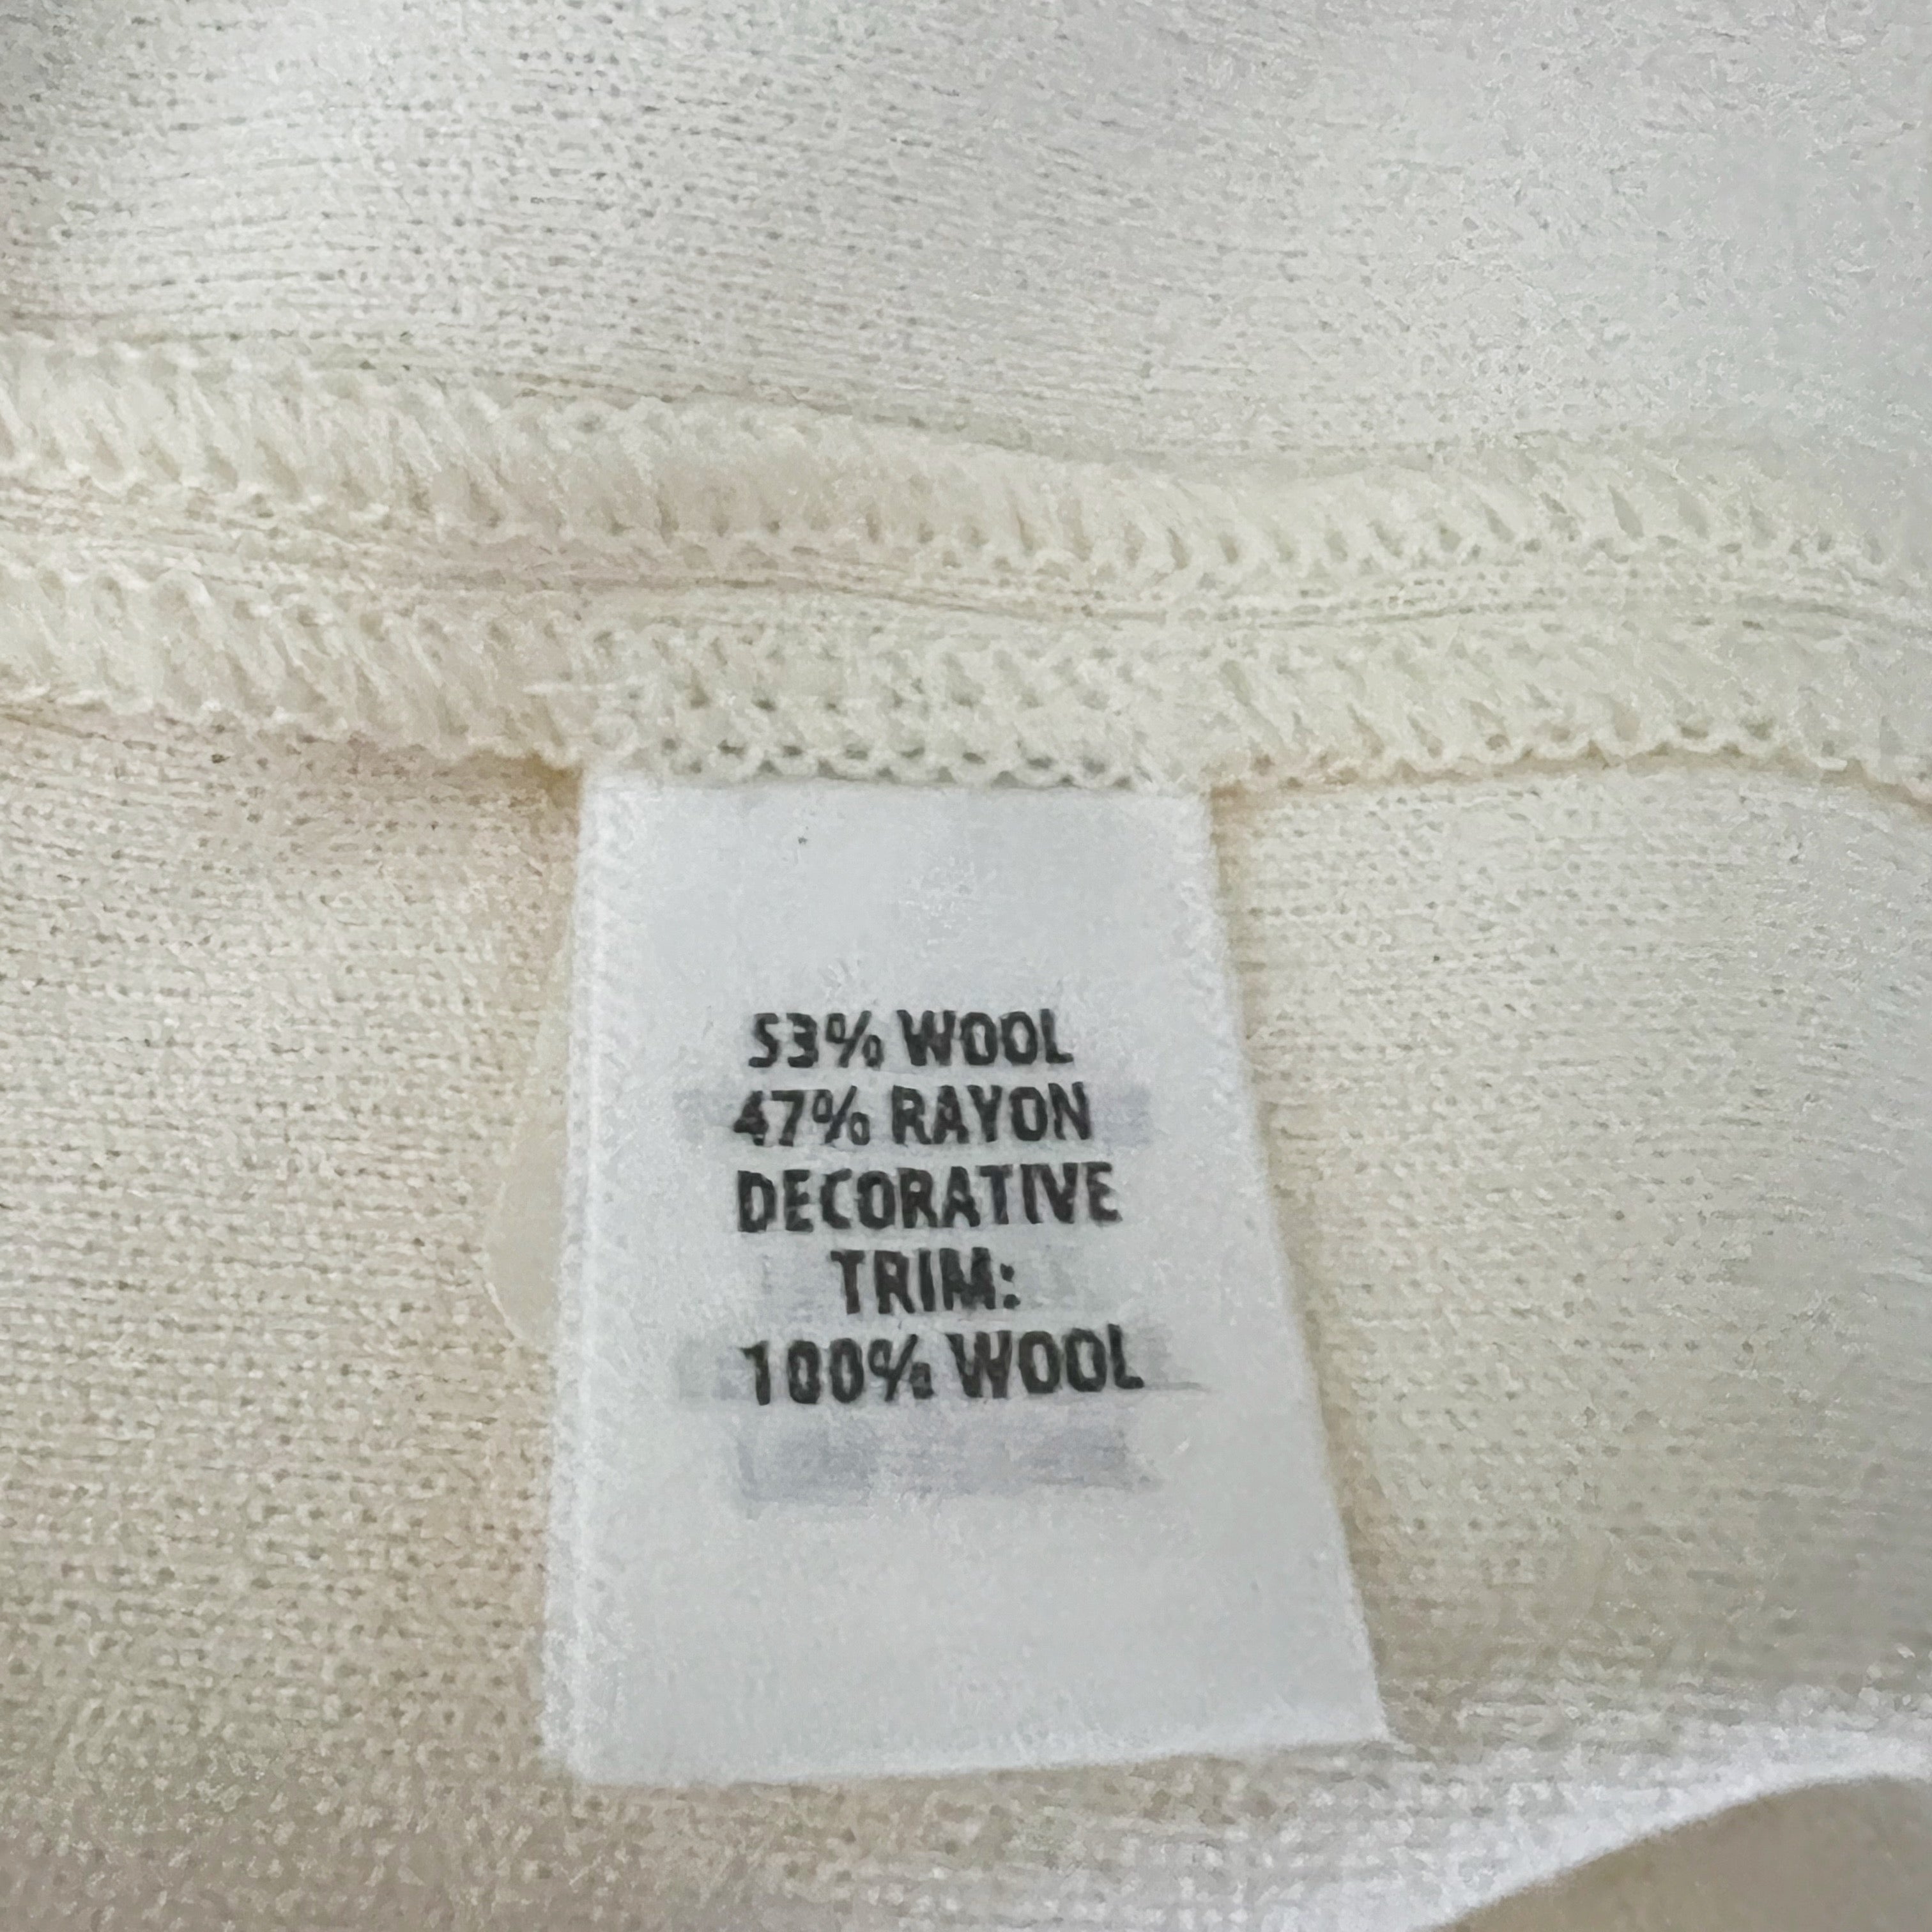 53% WOOL
47% RAYON
DECORATIVE
TRIM:
100% WOOL